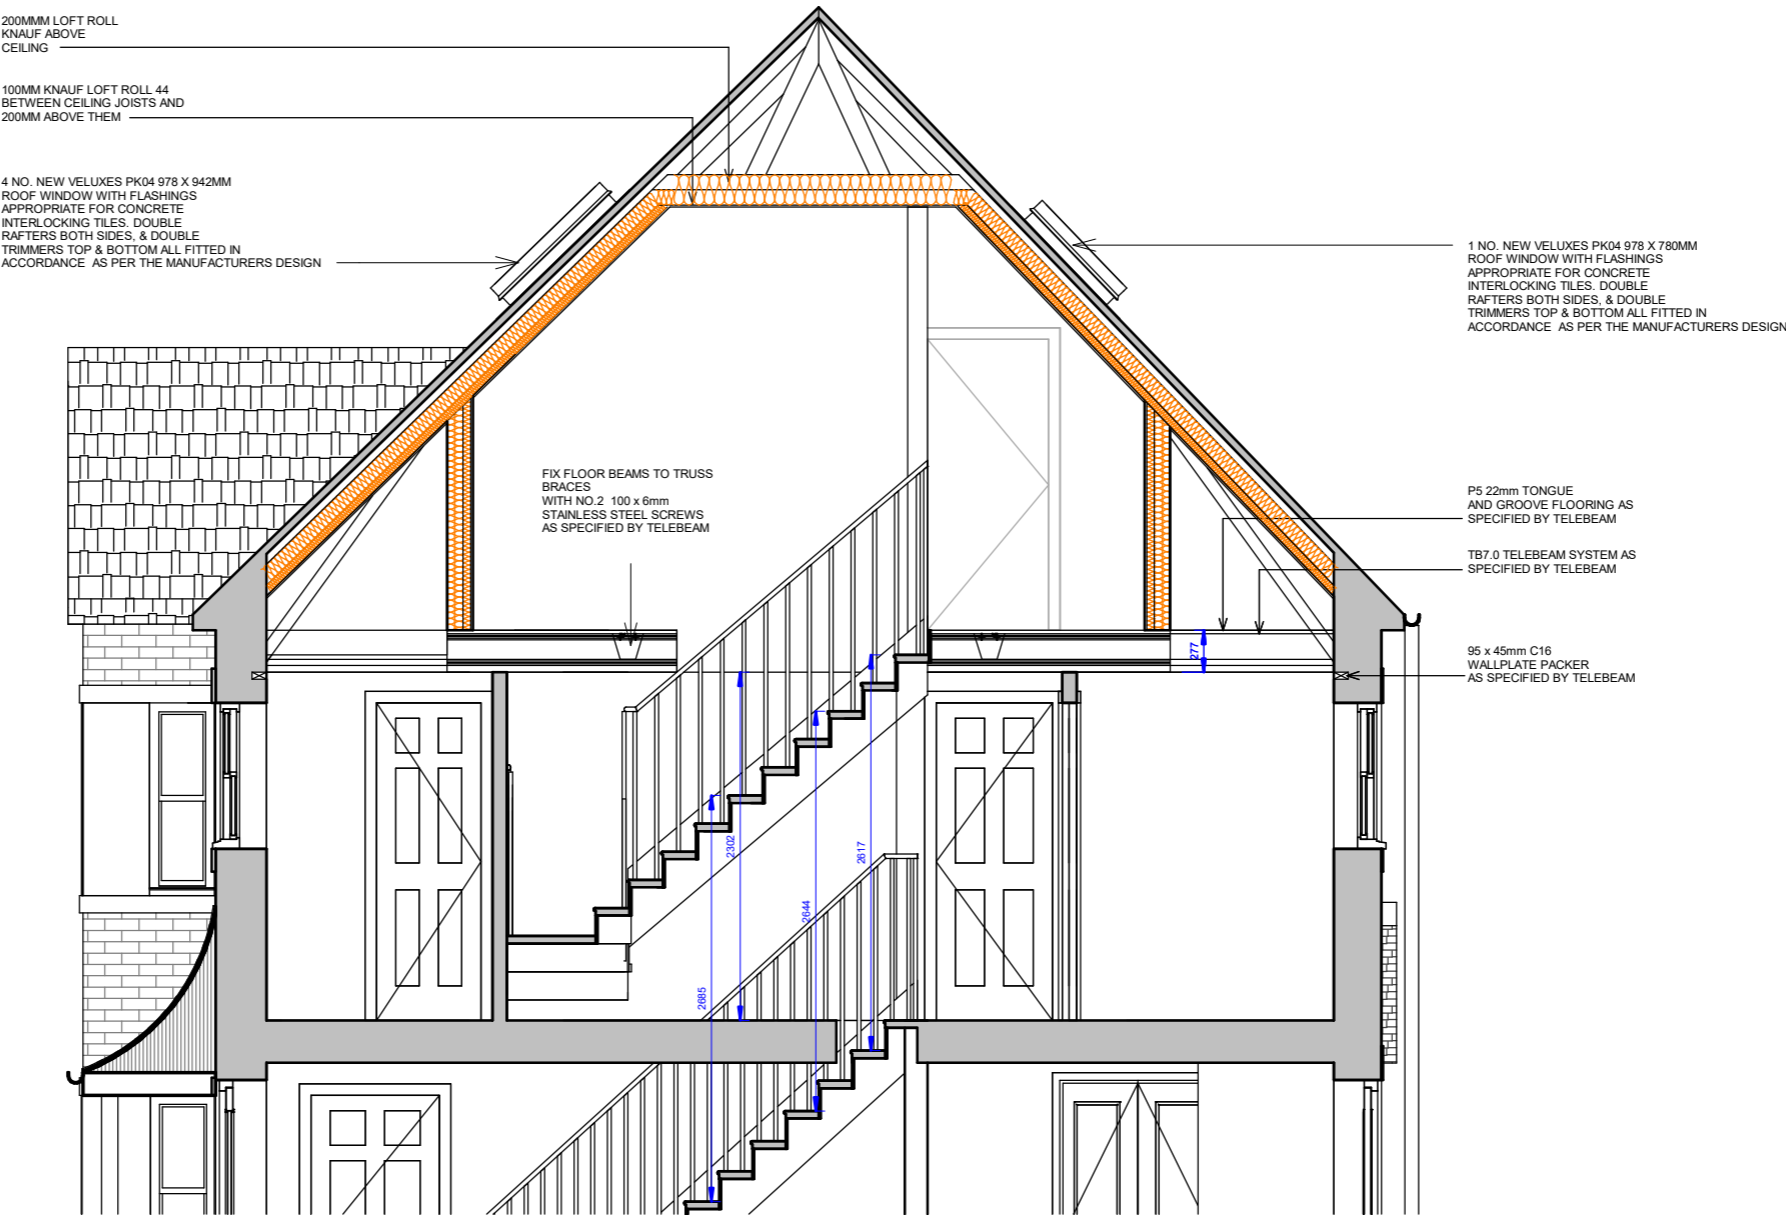 200MMM LOFT ROLL
KNAUF ABOVE
CEILING
100MM KNAUF LOFT ROLL 44
BETWEEN CEILING JOISTS AND
200MM ABOVE THEM
4 NO. NEW VELUXES PK04 978 X 942MM
ROOF WINDOW WITH FLASHINGS
APPROPRIATE FOR CONCRETE
INTERLOCKING TILES. DOUBLE
RAFTERS BOTH SIDES, & DOUBLE
TRIMMERS TOP & BOTTOM ALL FITTED IN
ACCORDANCE AS PER THE MANUFACTURERS DESIGN
1 NO. NEW VELUXES PK04 978 X 780MM
ROOF WINDOW WITH FLASHINGS
APPROPRIATE FOR CONCRETE
INTERLOCKING TILES. DOUBLE
RAFTERS BOTH SIDES, & DOUBLE
TRIMMERS TOP & BOTTOM ALL FITTED IN
ACCORDANCE AS PER THE MANUFACTURERS DESIGN
FIX FLOOR BEAMS TO TRUSS
BRACES
WITH NO.2 100 x 6mm
STAINLESS STEEL SCREWS
AS SPECIFIED BY TELEBEAM
P5 22mm TONGUE
AND GROOVE FLOORING AS
SPECIFIED BY TELEBEAM
TB7.0 TELEBEAM SYSTEM AS
SPECIFIED BY TELEBEAM
95 x 45mm C16
WALLPLATE PACKER
AS SPECIFIED BY TELEBEAM
277
2302
2617
2644
2685